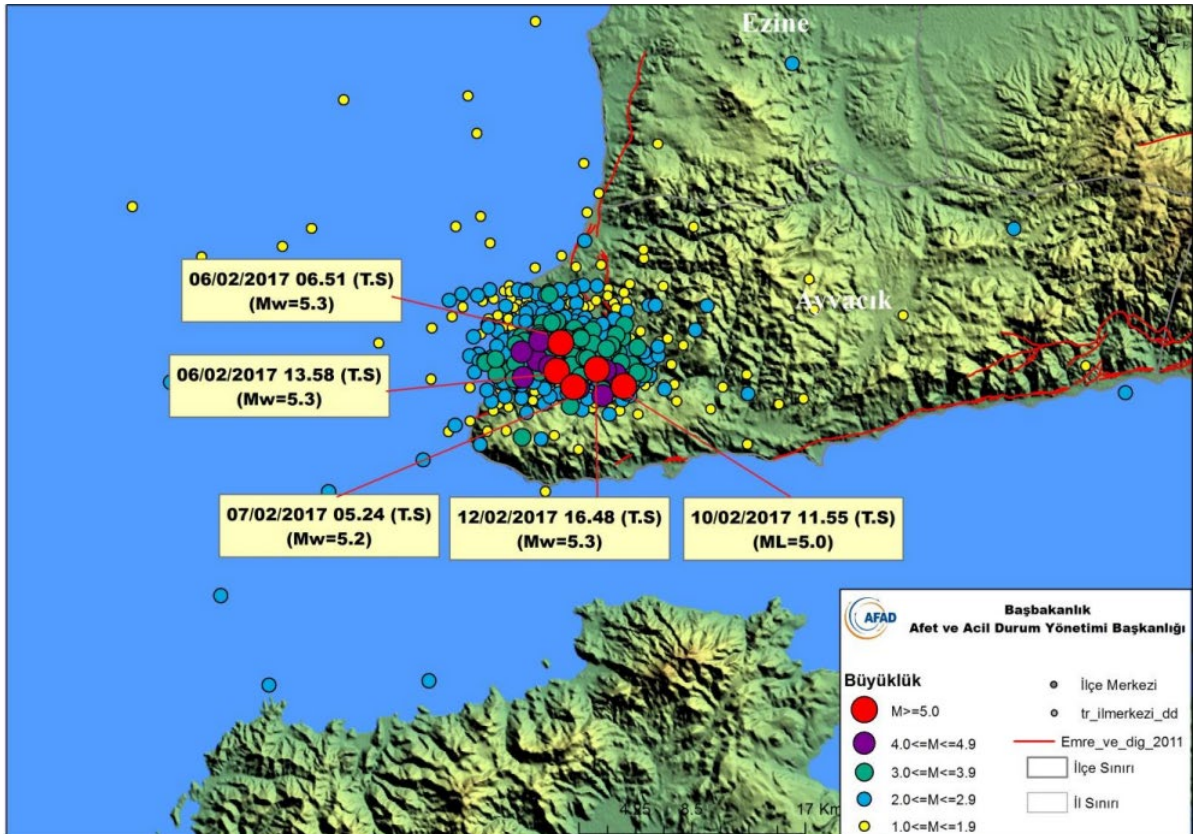 Ezine
W
E
06/02/2017 06.51 (T.S)
(Mw=5.3)
Ayvacık
06/02/2017 13.58 (T.S)
(Mw=5.3)
07/02/2017 05.24 (T.S)
(Mw=5.2)
12/02/2017 16.48 (T.S)
(Mw=5.3)
10/02/2017 11.55 (T.S)
(ML=5.0)
AFAD
Başbakanlık
Afet ve Acil Durum Yönetimi Başkanlığı
Büyüklük
M>=5.0
4.0<=M<=4.9
3.0<=M<=3.9
2.0<=M<=2.9
1.0<=M<=1.9
İlçe Merkezi
tr_ilmerkezi_dd
Emre_ve_dig_2011
İlçe Sınırı
İl Sınırı
4.25 8.5 17 Km